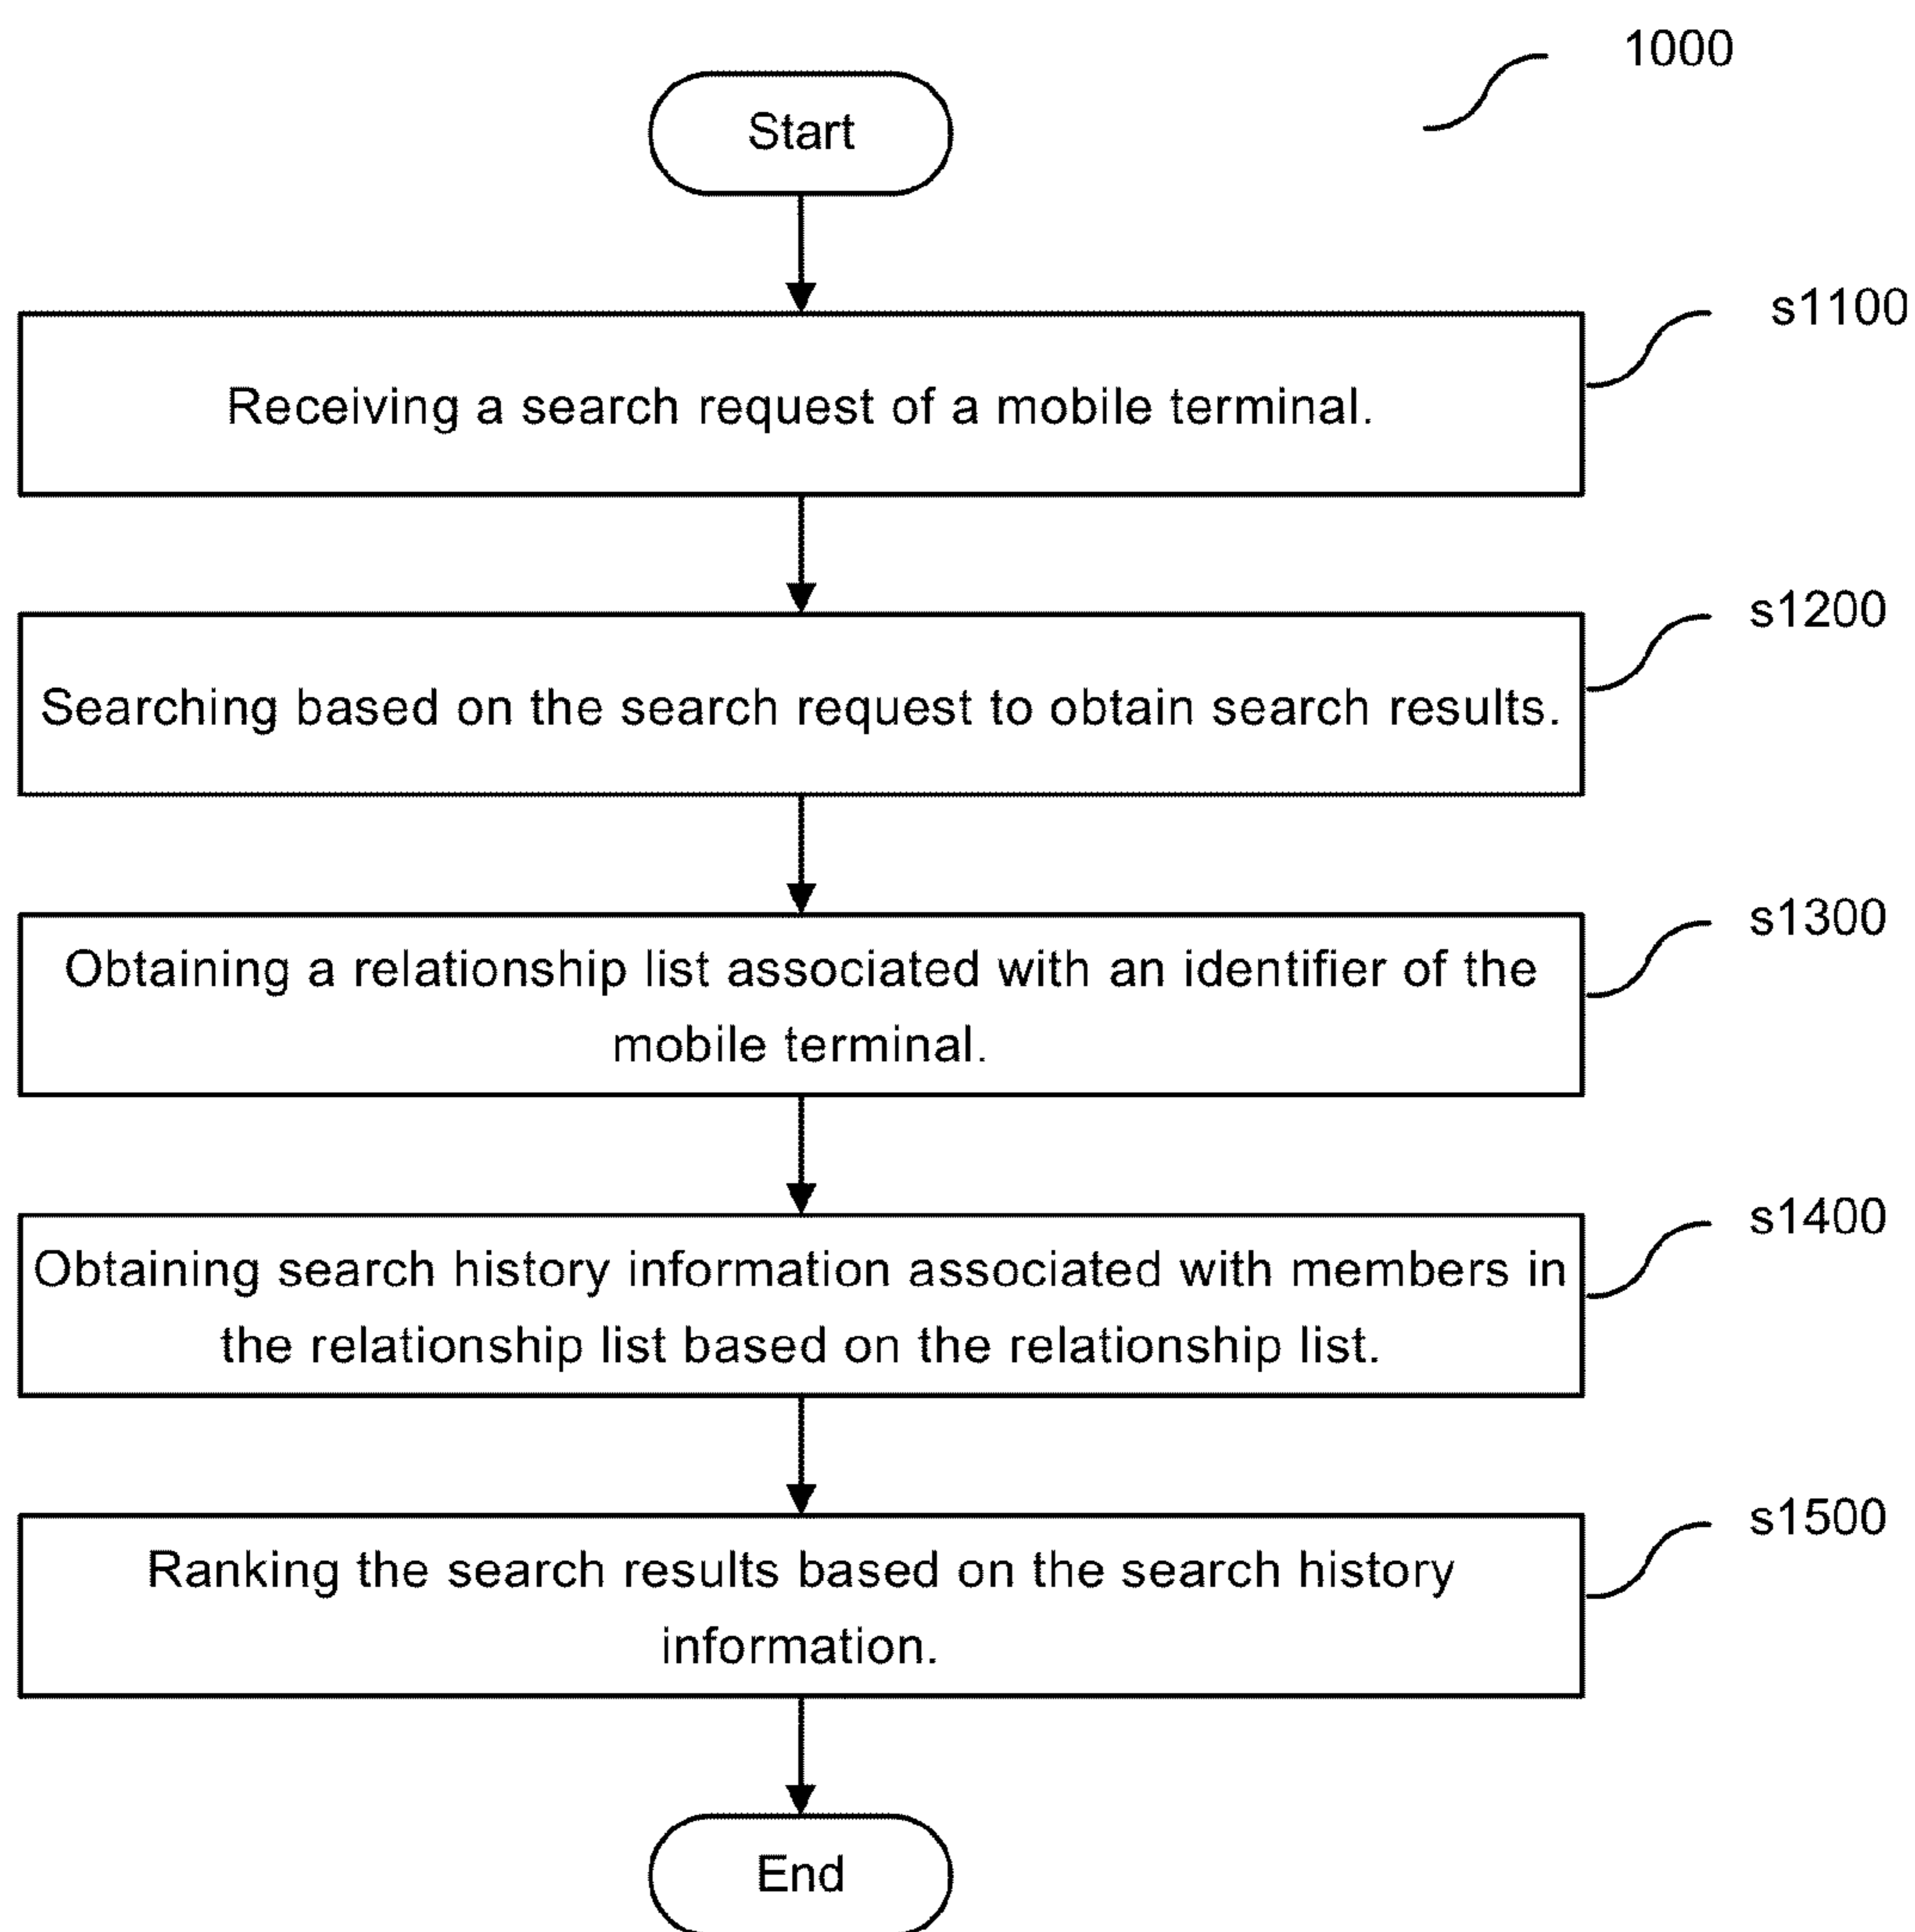 1000
Start
s1100
Receiving a search request of a mobile terminal.
s1200
Searching based on the search request to obtain search results.
s1300
Obtaining a relationship list associated with an identifier of the
mobile terminal.
s1400
Obtaining search history information associated with members in
the relationship list based on the relationship list.
s1500
Ranking the search results based on the search history
information.
End